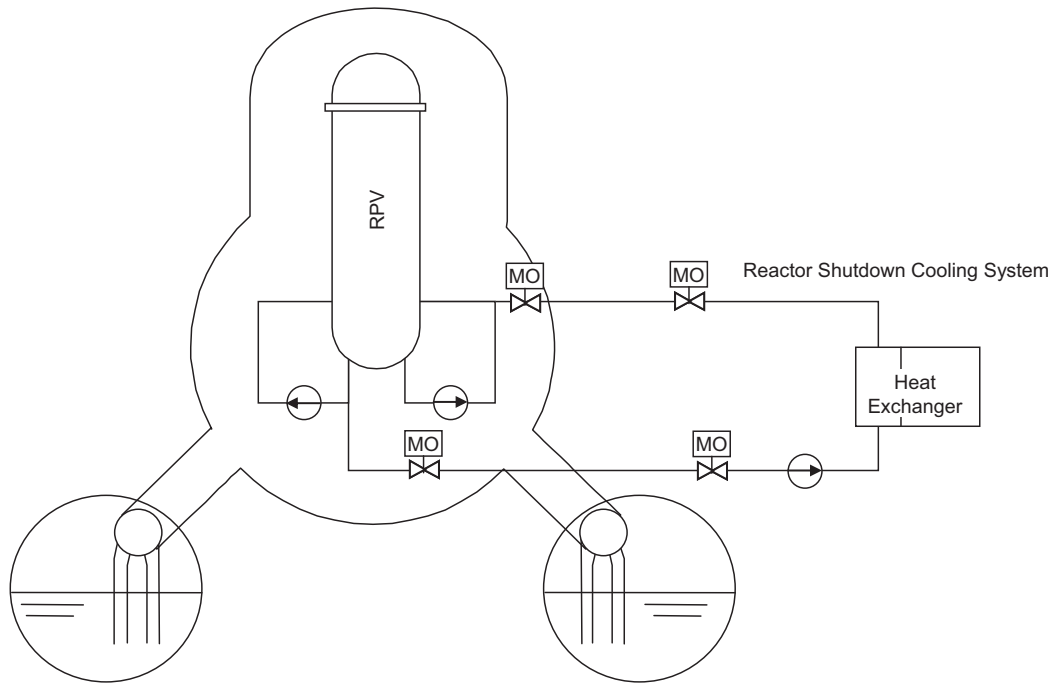 RPV
MO
MO
Reactor Shutdown Cooling System
Heat
Exchanger
MO
MO